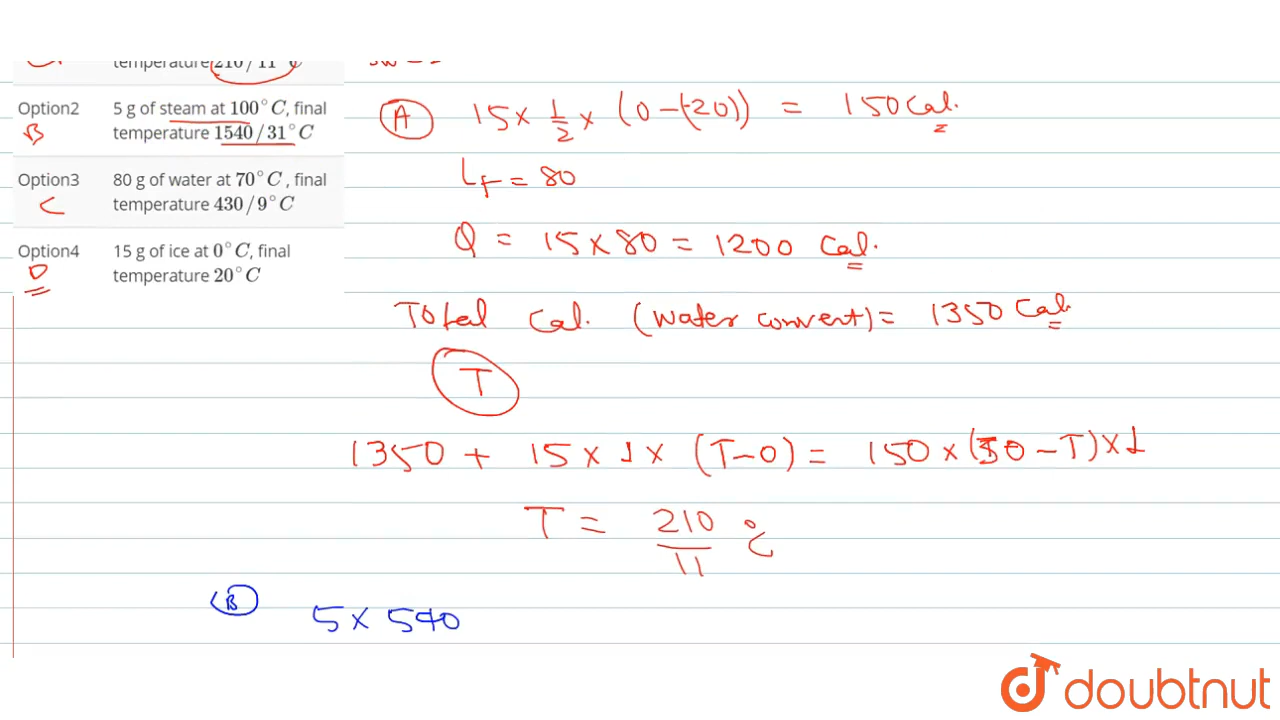 temperature 210/11°C
Option2 5 g of steam at 100°C, final
B temperature 1540/31°C
Option3 80 g of water at 70°C , final
C temperature 430/9°C
Option4 15 g of ice at 0°C, final
D temperature 20°C
A 15 × 1/2 × (0-(-20)) = 150 Cal.
LF = 80
Q = 15 × 80 = 1200 Cal.
Total Cal. (water convert) = 1350 Cal.
T
1350 + 15 × 1 × (T-0) = 150 × (30-T) × 1
T = 210/11 °C
B 5 × 540
doubtnut